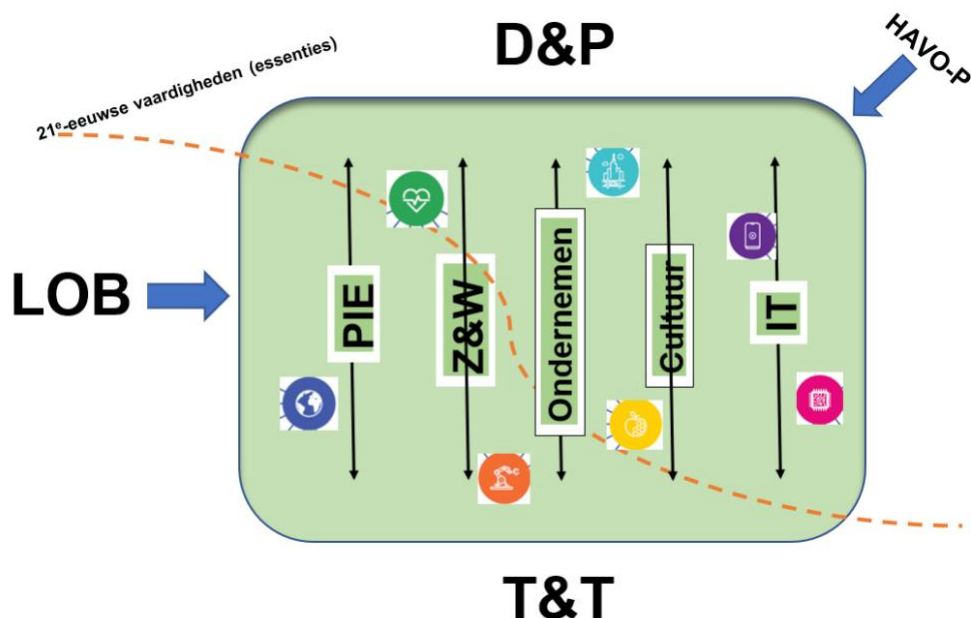 D&P
HAVO-P
21e-eeuwse vaardigheden (essenties)
LOB
PIE
Z&W
Ondernemen
Cultuur
IT
T&T